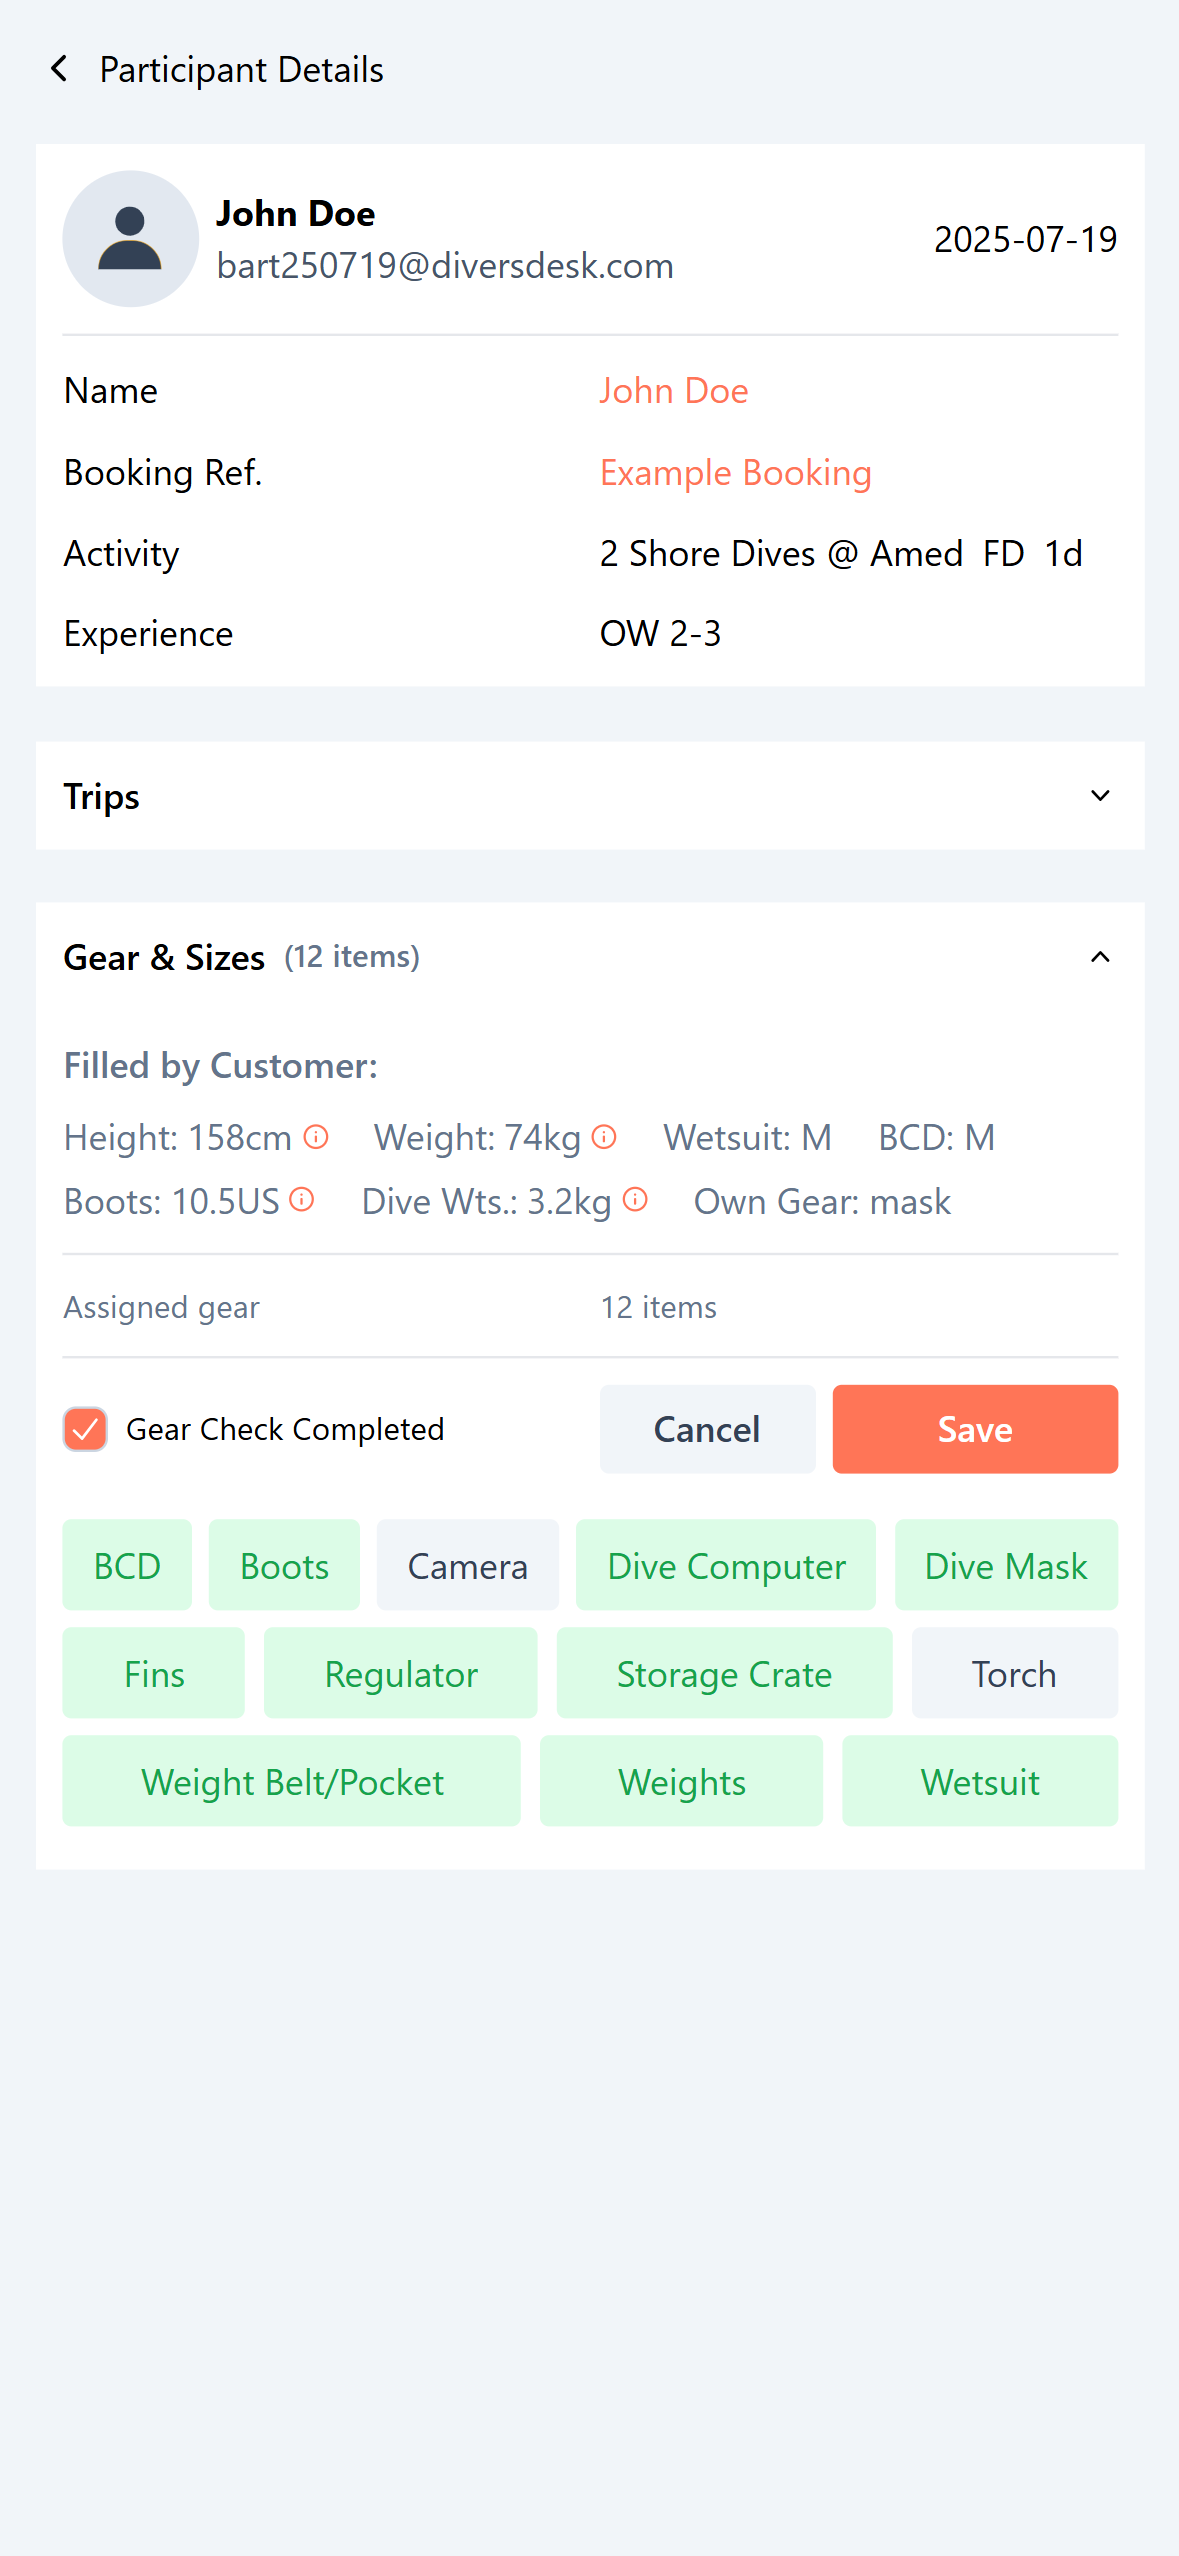 Participant Details
John Doe
bart250719@diversdesk.com
2025-07-19
Name John Doe
Booking Ref. Example Booking
Activity 2 Shore Dives @ Amed FD 1d
Experience OW 2-3
Trips
Gear & Sizes (12 items)
Filled by Customer:
Height: 158cm Weight: 74kg Wetsuit: M BCD: M
Boots: 10.5US Dive Wts.: 3.2kg Own Gear: mask
Assigned gear 12 items
Gear Check Completed Cancel Save
BCD Boots Camera Dive Computer Dive Mask
Fins Regulator Storage Crate Torch
Weight Belt/Pocket Weights Wetsuit